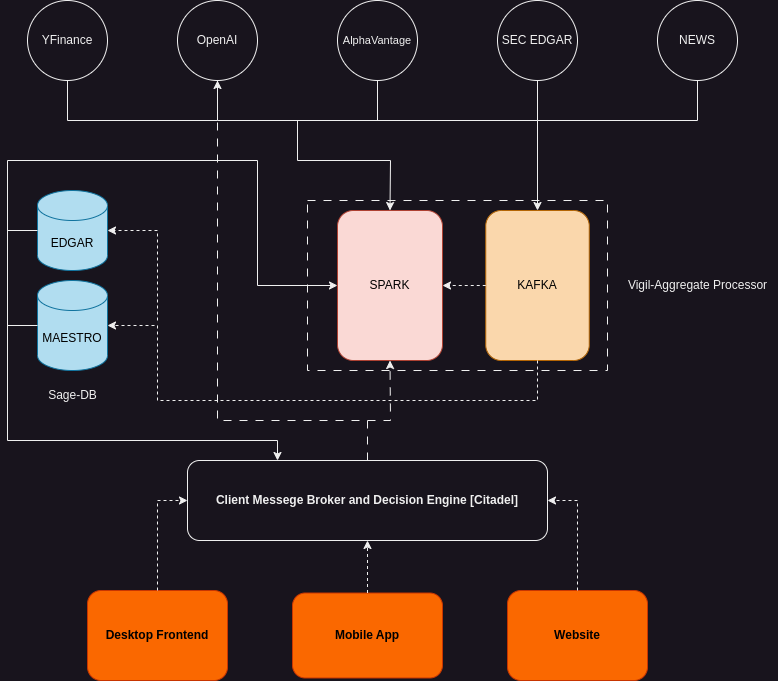 YFinance
OpenAI
AlphaVantage
SEC EDGAR
NEWS
EDGAR
SPARK
KAFKA
Vigil-Aggregate Processor
MAESTRO
Sage-DB
Client Messege Broker and Decision Engine [Citadel]
Desktop Frontend
Mobile App
Website